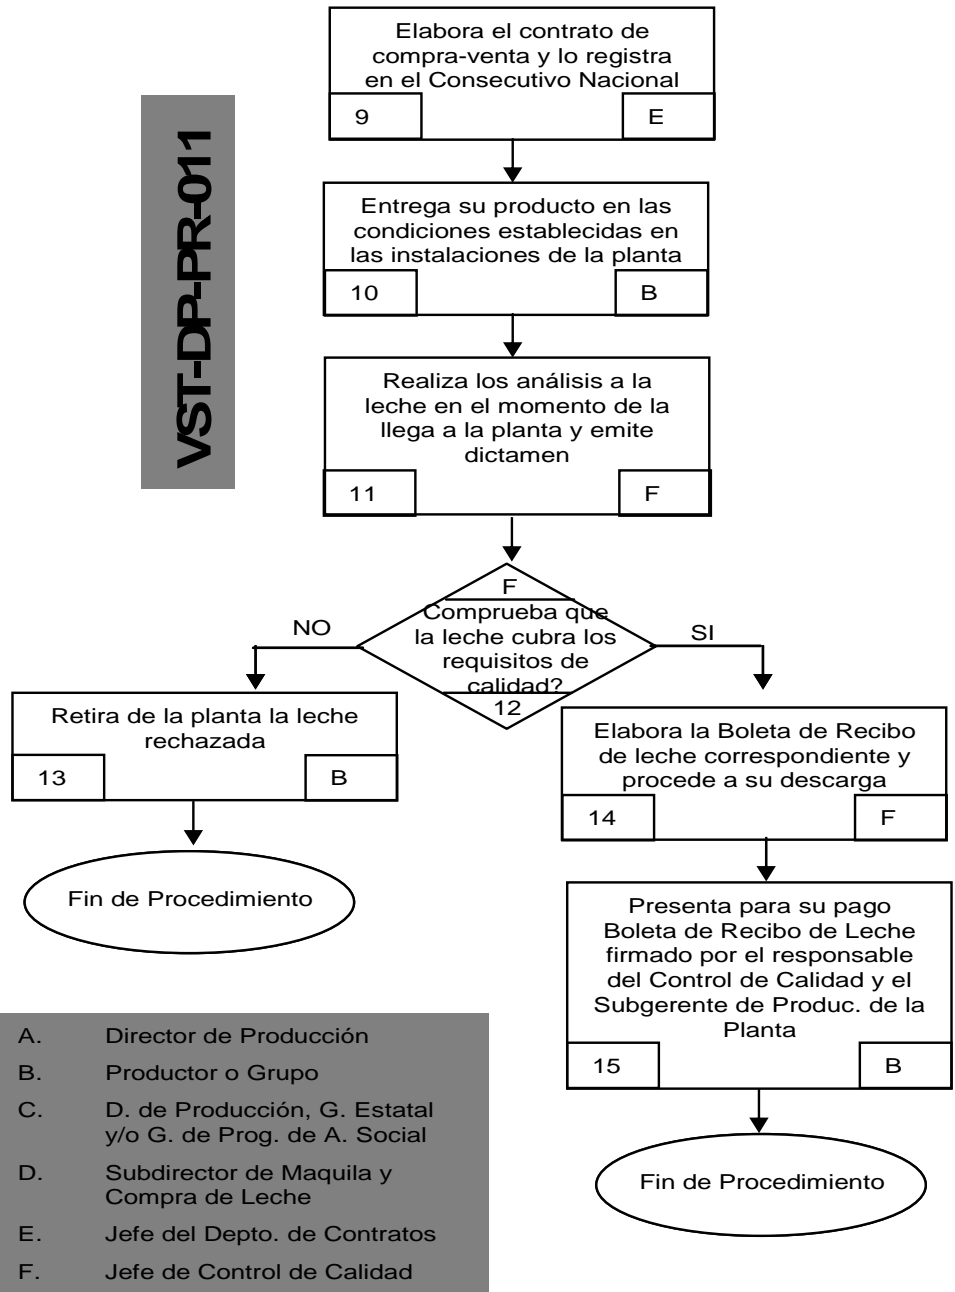 Elabora el contrato de
compra-venta y lo registra
en el Consecutivo Nacional
9 E
VST-DP-PR-011
Entrega su producto en las
condiciones establecidas en
las instalaciones de la planta
10 B
Realiza los análisis a la
leche en el momento de la
llega a la planta y emite
dictamen
11 F
F
Comprueba que
la leche cubra los
requisitos de
calidad?
12
NO
SI
Retira de la planta la leche
rechazada
13 B
Fin de Procedimiento
Elabora la Boleta de Recibo
de leche correspondiente y
procede a su descarga
14 F
Presenta para su pago
Boleta de Recibo de Leche
firmado por el responsable
del Control de Calidad y el
Subgerente de Produc. de la
Planta
15 B
Fin de Procedimiento
A. Director de Producción
B. Productor o Grupo
C. D. de Producción, G. Estatal
y/o G. de Prog. de A. Social
D. Subdirector de Maquila y
Compra de Leche
E. Jefe del Depto. de Contratos
F. Jefe de Control de Calidad